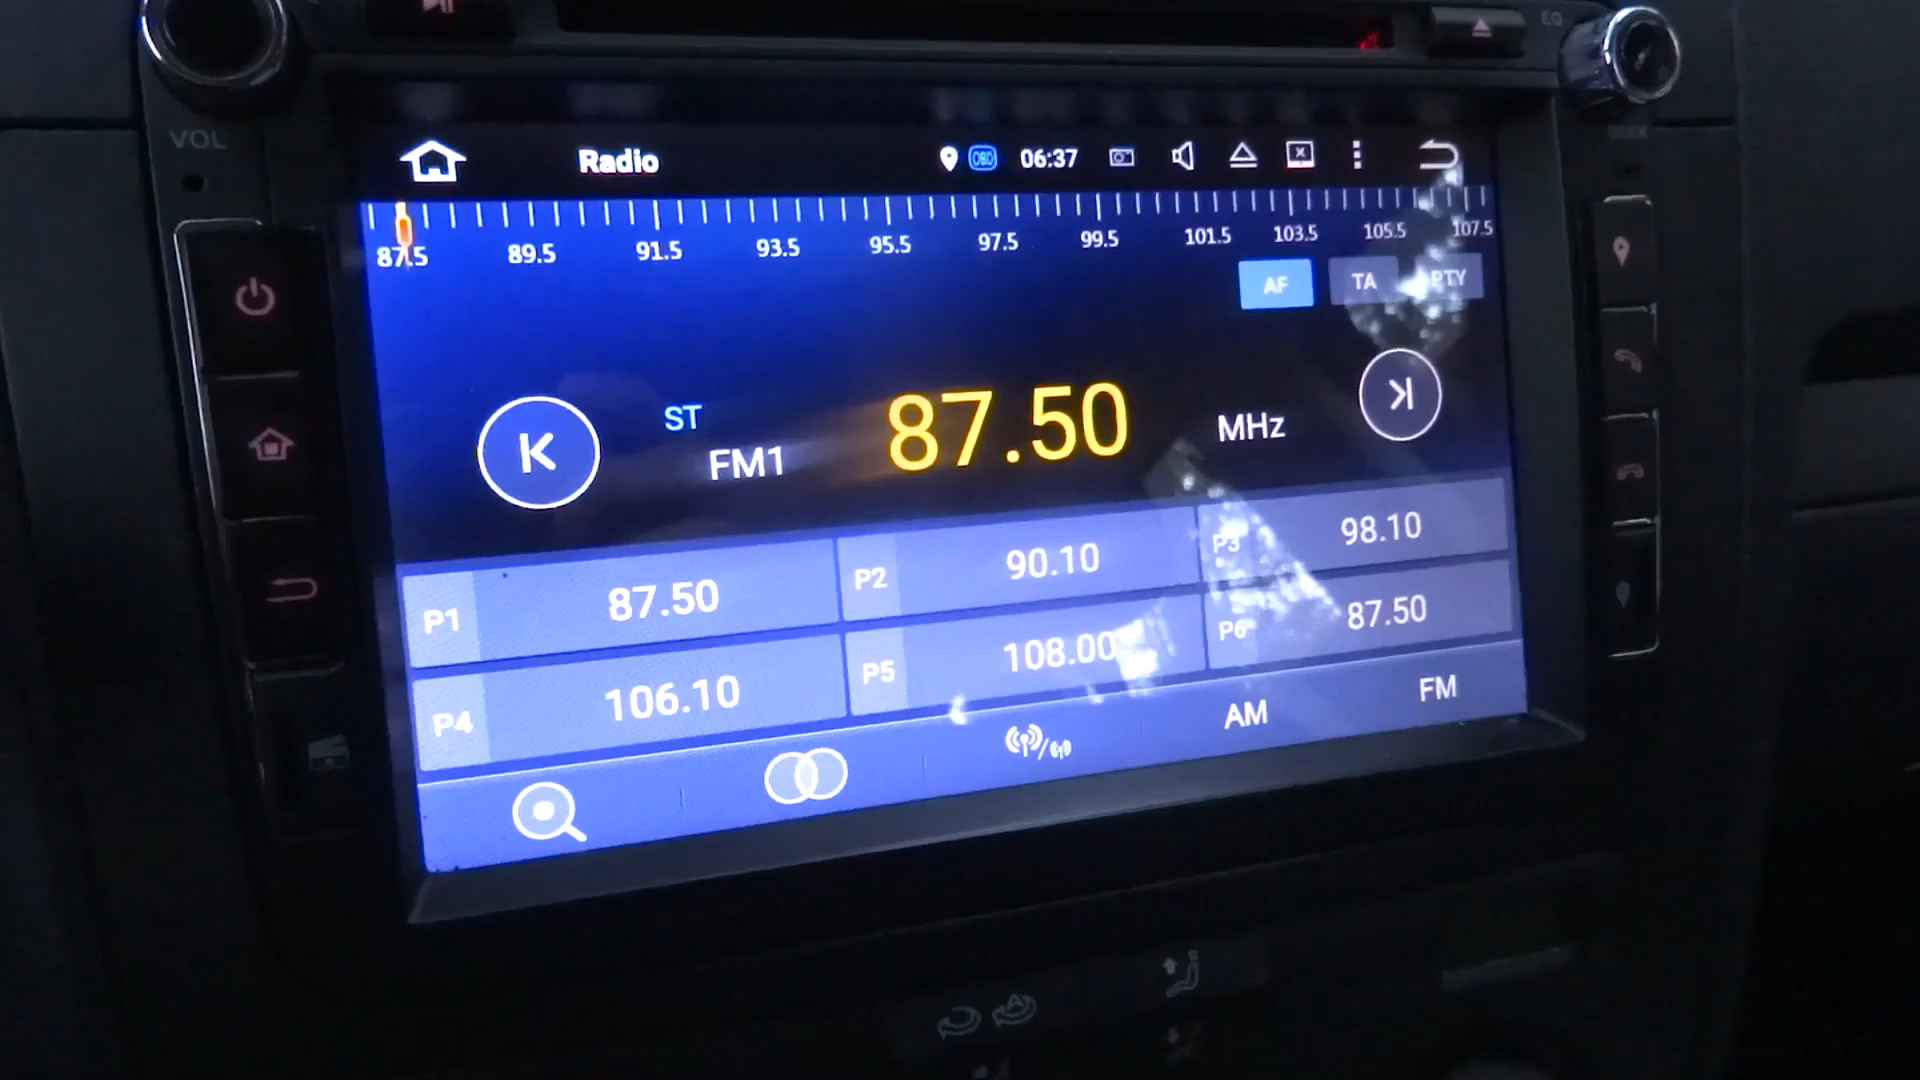 EQ
VOL
Radio OBD 06:37
87.5 89.5 91.5 93.5 95.5 97.5 99.5 101.5 103.5 105.5 107.5
AF TA PTY
ST
FM1 87.50 MHz
P1 87.50 P2 90.10 P3 98.10
P4 106.10 P5 108.00 P6 87.50
AM FM
A